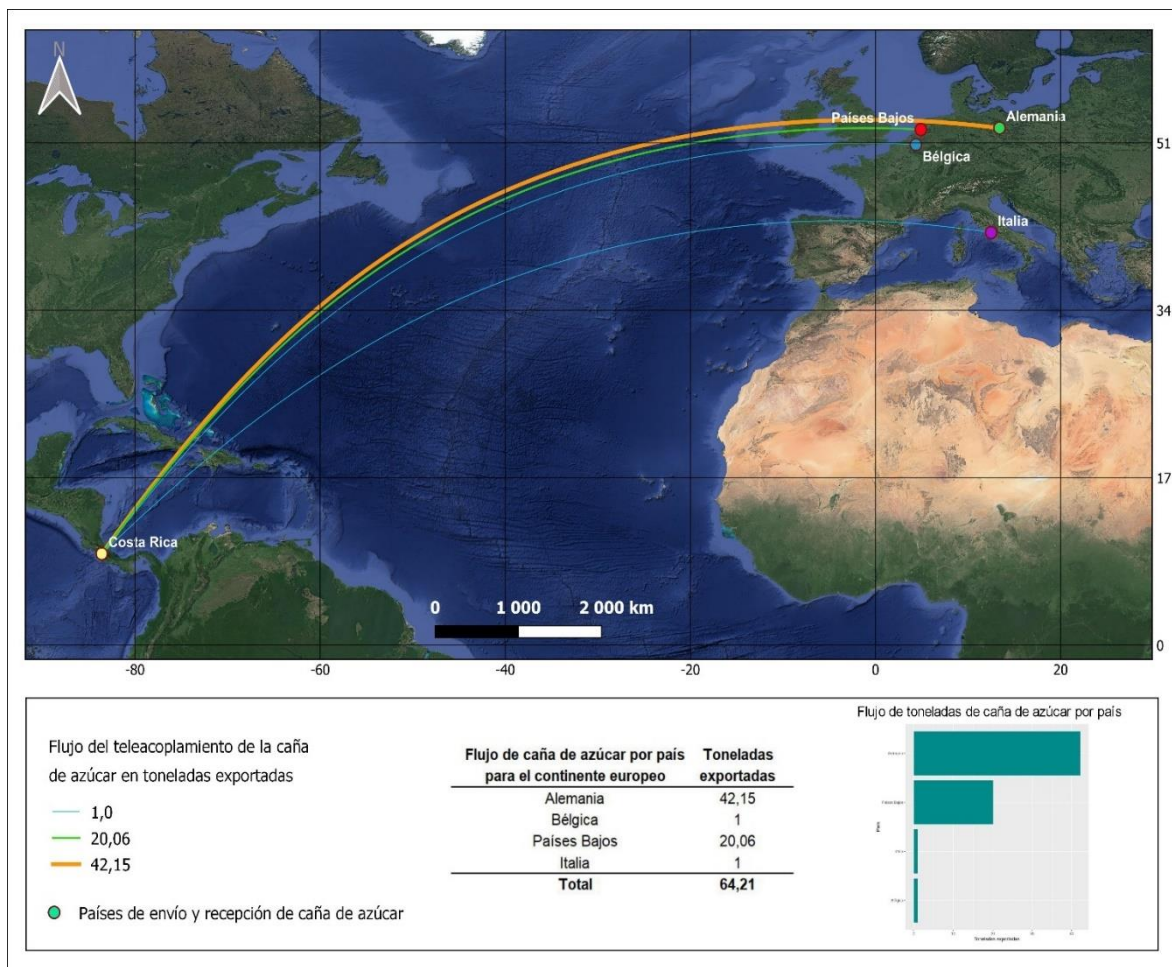 N
Países Bajos
Alemania
51
Bélgica
Italia
34
17
Costa Rica
0 1 000 2 000 km
0
-80 -60 -40 -20 0 20
Flujo del teleacoplamiento de la caña
de azúcar en toneladas exportadas
1,0
20,06
42,15
Países de envío y recepción de caña de azúcar
Flujo de caña de azúcar por país Toneladas
para el continente europeo exportadas
Alemania 42,15
Bélgica 1
Países Bajos 20,06
Italia 1
Total 64,21
Flujo de toneladas de caña de azúcar por país
Países Bajos
Toneladas exportadas